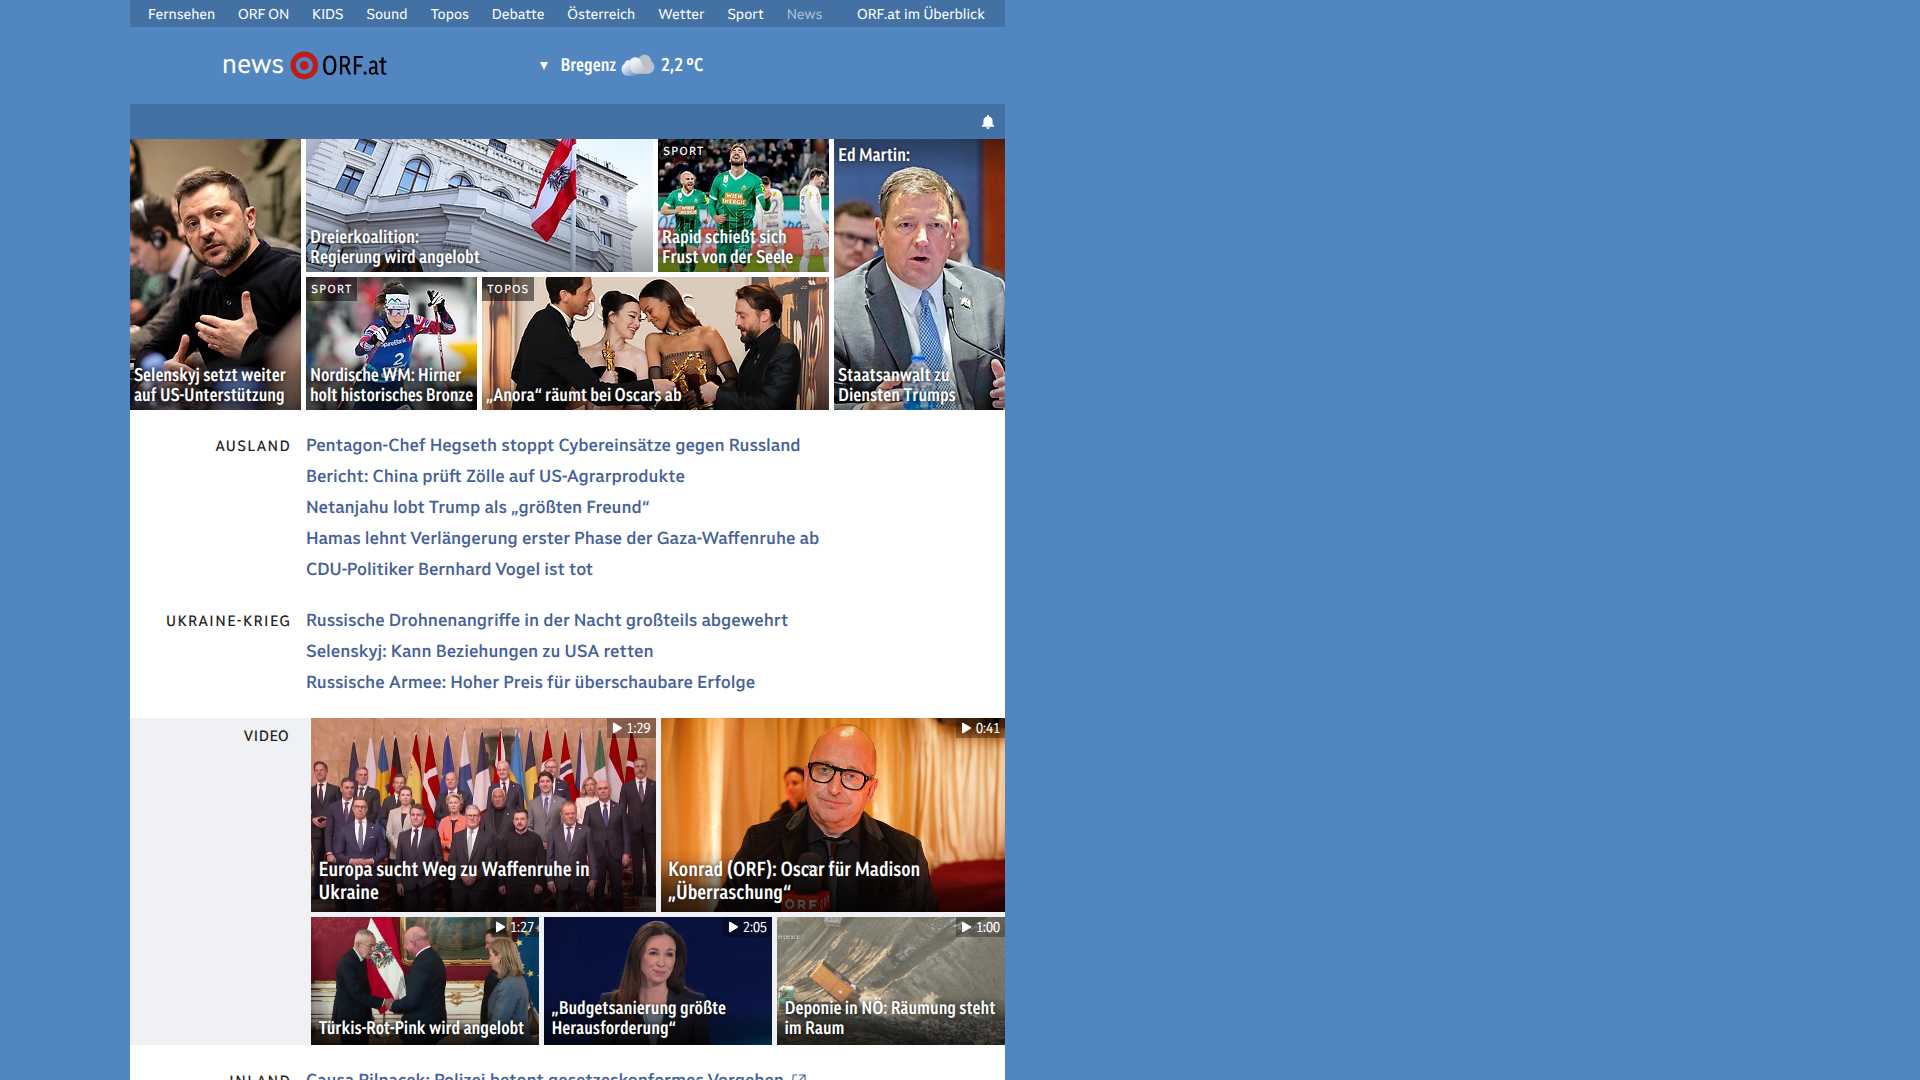 Fernsehen ORF ON KIDS Sound Topos Debatte Österreich Wetter Sport News ORF.at im Überblick
news ORF.at
Bregenz 2,2 °C
Selenskyj setzt weiter
auf US-Unterstützung
Dreierkoalition:
Regierung wird angelobt
SPORT
Rapid schießt sich
Frust von der Seele
Ed Martin:
Staatsanwalt zu
Diensten Trumps
SPORT
Nordische WM: Hirner
holt historisches Bronze
TOPOS
„Anora“ räumt bei Oscars ab
AUSLAND
Pentagon-Chef Hegseth stoppt Cybereinsätze gegen Russland
Bericht: China prüft Zölle auf US-Agrarprodukte
Netanjahu lobt Trump als „größten Freund“
Hamas lehnt Verlängerung erster Phase der Gaza-Waffenruhe ab
CDU-Politiker Bernhard Vogel ist tot
UKRAINE-KRIEG
Russische Drohnenangriffe in der Nacht großteils abgewehrt
Selenskyj: Kann Beziehungen zu USA retten
Russische Armee: Hoher Preis für überschaubare Erfolge
VIDEO
1:29
Europa sucht Weg zu Waffenruhe in
Ukraine
0:41
Konrad (ORF): Oscar für Madison
„Überraschung“
ORF
1:27
Türkis-Rot-Pink wird angelobt
2:05
„Budgetsanierung größte
Herausforderung“
1:00
Deponie in NÖ: Räumung steht
im Raum
INLAND
Causa Pilnacek: Polizei betont gesetzeskonformes Vorgehen